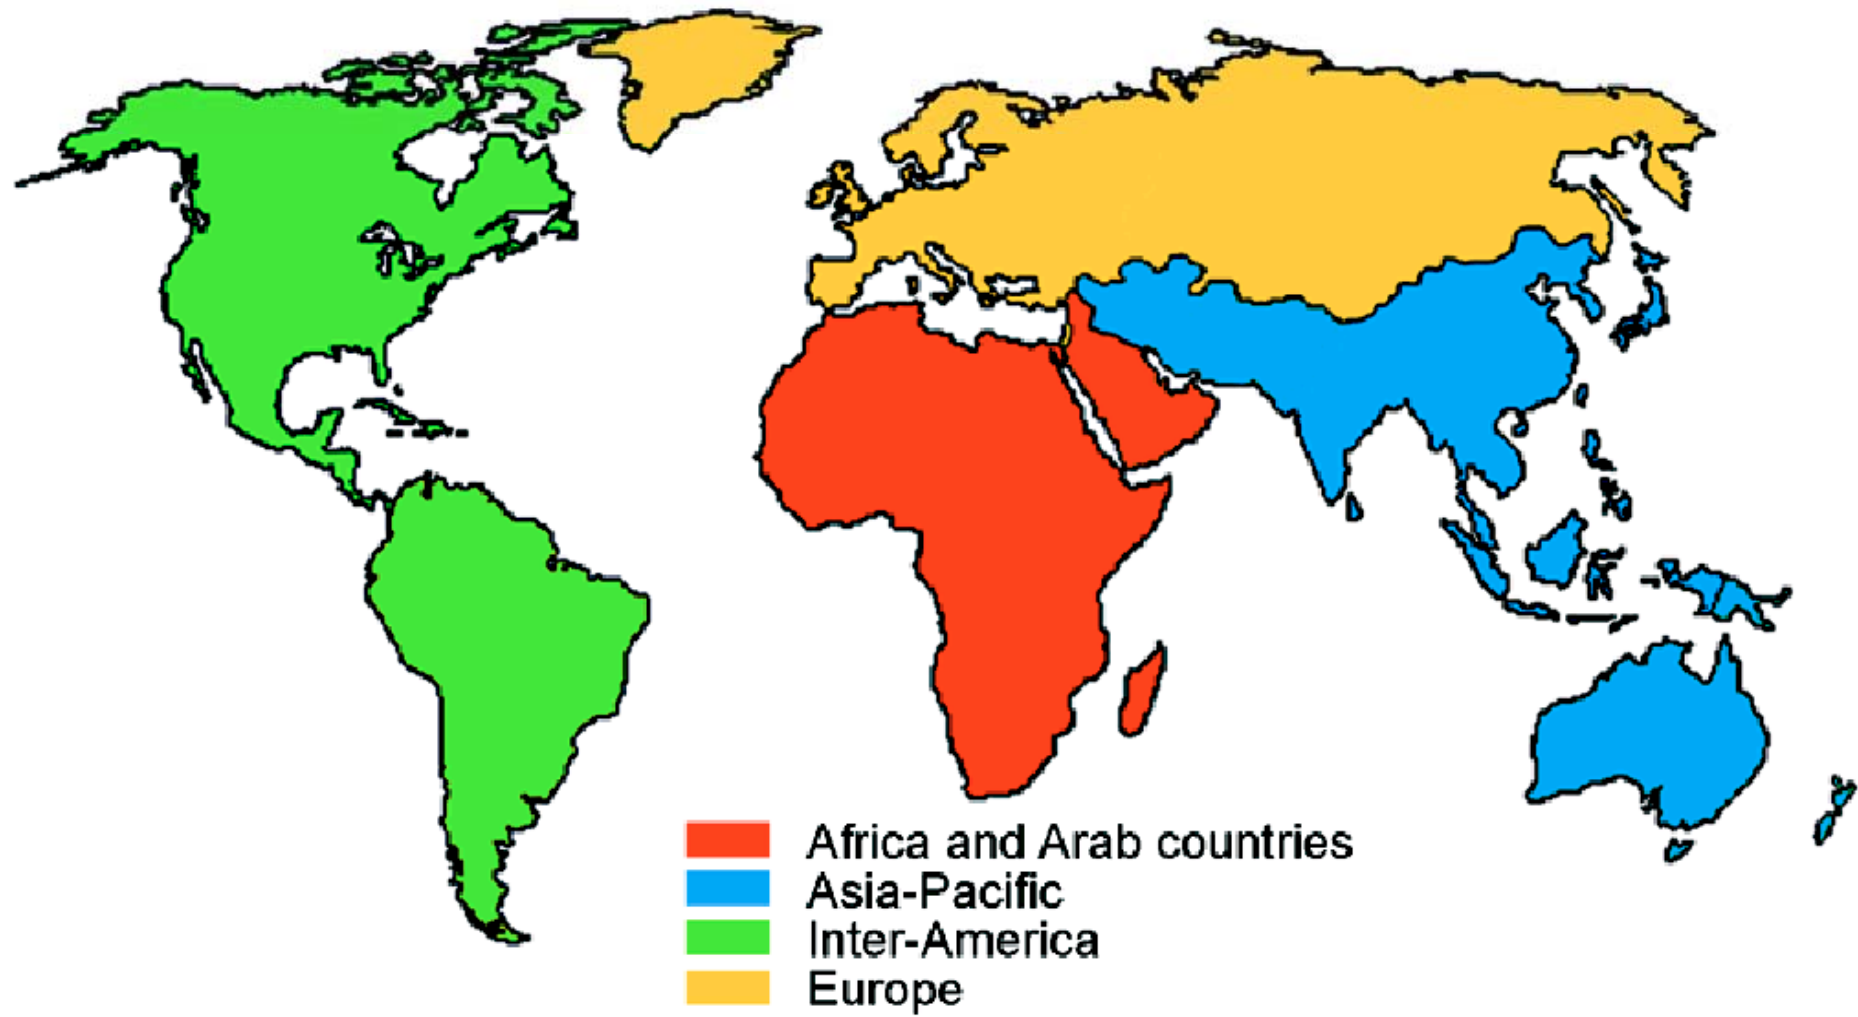 Africa and Arab countries
Asia-Pacific
Inter-America
Europe